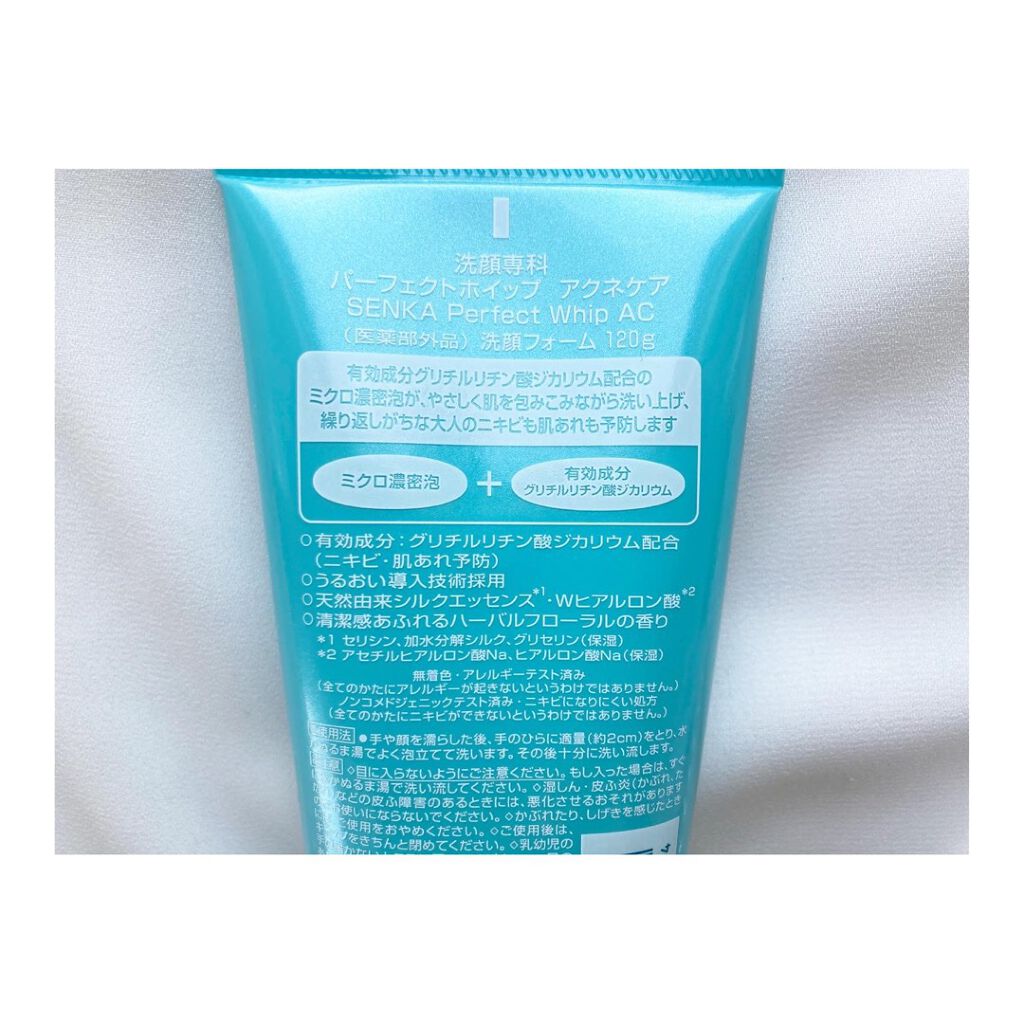 洗顔専科
パーフェクトホイップ アクネケア
SENKA Perfect Whip AC
（医薬部外品）洗顔フォーム 120g
有効成分グリチルリチン酸ジカリウム配合の
ミクロ濃密泡が、やさしく肌を包みこみながら洗い上げ、
繰り返しがちな大人のニキビも肌あれも予防します
ミクロ濃密泡 + 有効成分
グリチルリチン酸ジカリウム
○有効成分：グリチルリチン酸ジカリウム配合
（ニキビ・肌あれ予防）
○うるおい導入技術採用
○天然由来シルクエッセンス*1・Wヒアルロン酸*2
○清潔感あふれるハーバルフローラルの香り
*1 セリシン、加水分解シルク、グリセリン（保湿）
*2 アセチルヒアルロン酸Na、ヒアルロン酸Na（保湿）
無着色・アレルギーテスト済み
（全てのかたにアレルギーが起きないというわけではありません。）
ノンコメドジェニックテスト済み・ニキビになりにくい処方
（全てのかたにニキビができないというわけではありません。）
使用法 ●手や顔を濡らした後、手のひらに適量（約2cm）をとり、水
ぬるま湯でよく泡立てて洗います。その後十分に洗い流します。
◇目に入らないようにご注意ください。もし入った場合は、すぐ
ぬるま湯で洗い流してください。◇湿しん・皮ふ炎（かぶれ、た
などの皮ふ障害のあるときには、悪化させるおそれがあります
お使いにならないでください。◇かぶれたり、しげきを感じたとき
ご使用をおやめください。◇ご使用後は、
をきちんと閉めてください。◇乳幼児の